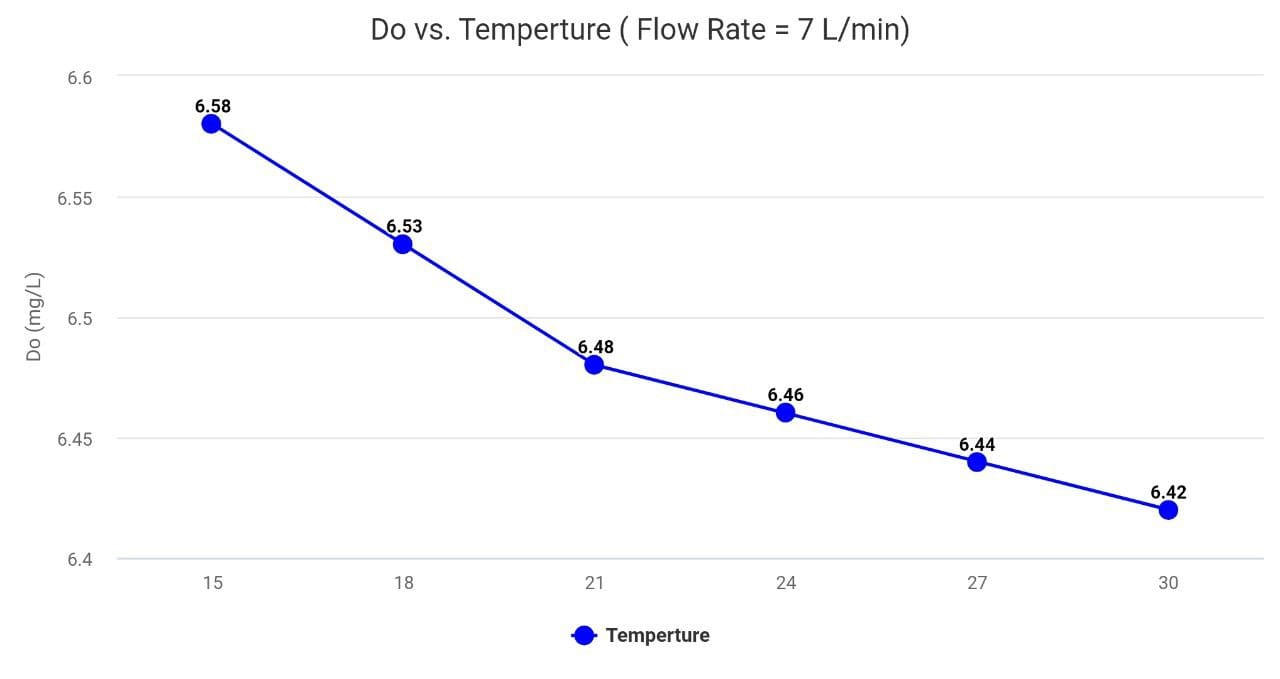 Do vs. Temperture ( Flow Rate = 7 L/min)
6.6
6.55
6.5
6.45
6.4
Do (mg/L)
6.58
6.53
6.48
6.46
6.44
6.42
15 18 21 24 27 30
Temperture